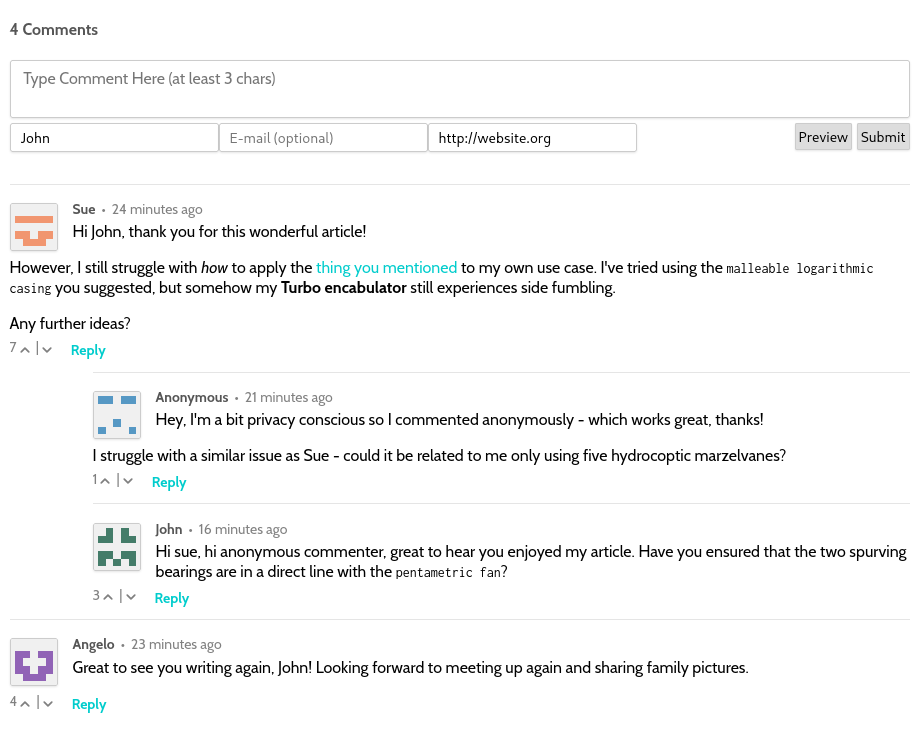 4 Comments
Type Comment Here (at least 3 chars)
John
E-mail (optional)
http://website.org
Preview
Submit
Sue • 24 minutes ago
Hi John, thank you for this wonderful article!
However, I still struggle with how to apply the thing you mentioned to my own use case. I've tried using the malleable logarithmic
casing you suggested, but somehow my Turbo encabulator still experiences side fumbling.
Any further ideas?
7 | Reply
Anonymous • 21 minutes ago
Hey, I'm a bit privacy conscious so I commented anonymously - which works great, thanks!
I struggle with a similar issue as Sue - could it be related to me only using five hydrocoptic marzelvanes?
1 | Reply
John • 16 minutes ago
Hi sue, hi anonymous commenter, great to hear you enjoyed my article. Have you ensured that the two spurving
bearings are in a direct line with the pentametric fan?
3 | Reply
Angelo • 23 minutes ago
Great to see you writing again, John! Looking forward to meeting up again and sharing family pictures.
4 | Reply